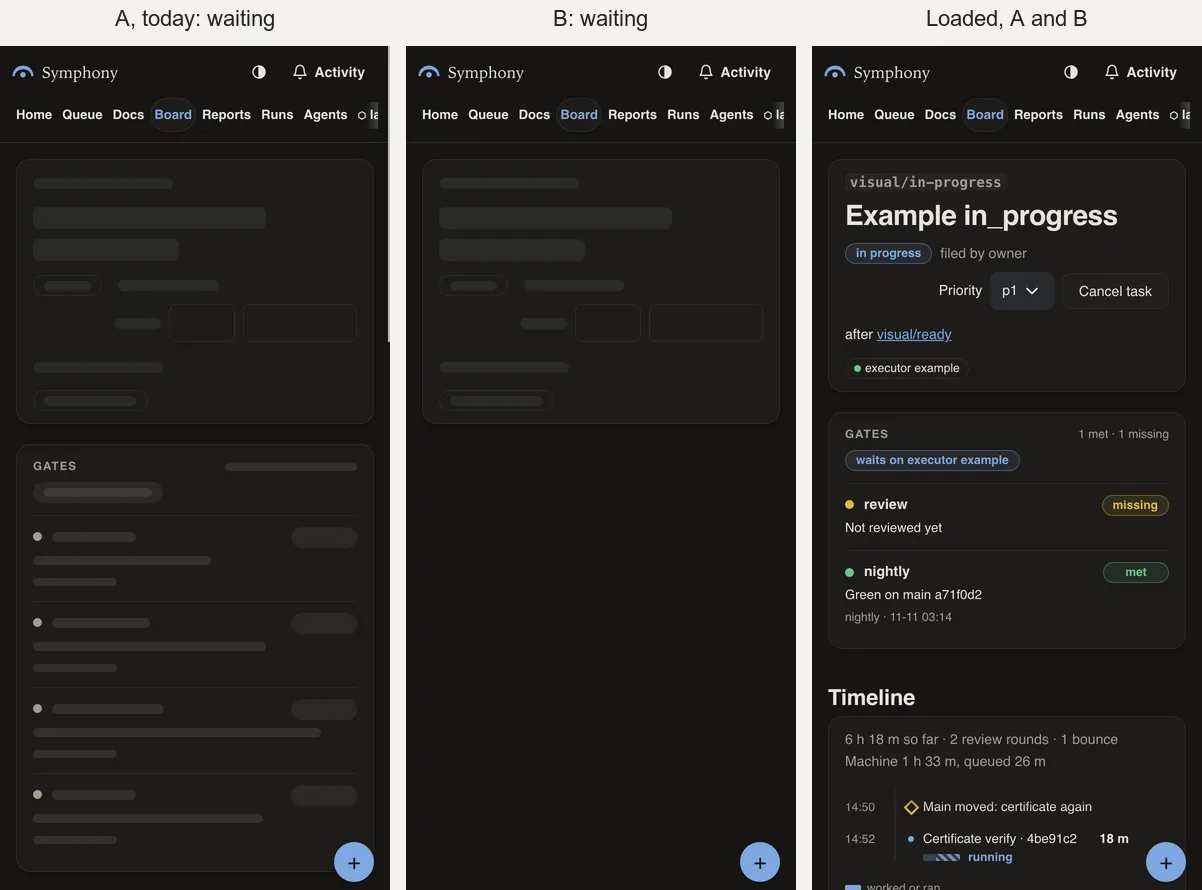 A, today: waiting
Symphony
Activity
Home Queue Docs Board Reports Runs Agents
GATES
B: waiting
Symphony
Activity
Home Queue Docs Board Reports Runs Agents
Loaded, A and B
Symphony
Activity
Home Queue Docs Board Reports Runs Agents
visual/in-progress
Example in_progress
in progress filed by owner
Priority p1 Cancel task
after visual/ready
executor example
GATES 1 met · 1 missing
waits on executor example
review missing
Not reviewed yet
nightly met
Green on main a71f0d2
nightly · 11-11 03:14
Timeline
6 h 18 m so far · 2 review rounds · 1 bounce
Machine 1 h 33 m, queued 26 m
14:50 Main moved: certificate again
14:52 Certificate verify · 4be91c2 18 m
running
worked or ran